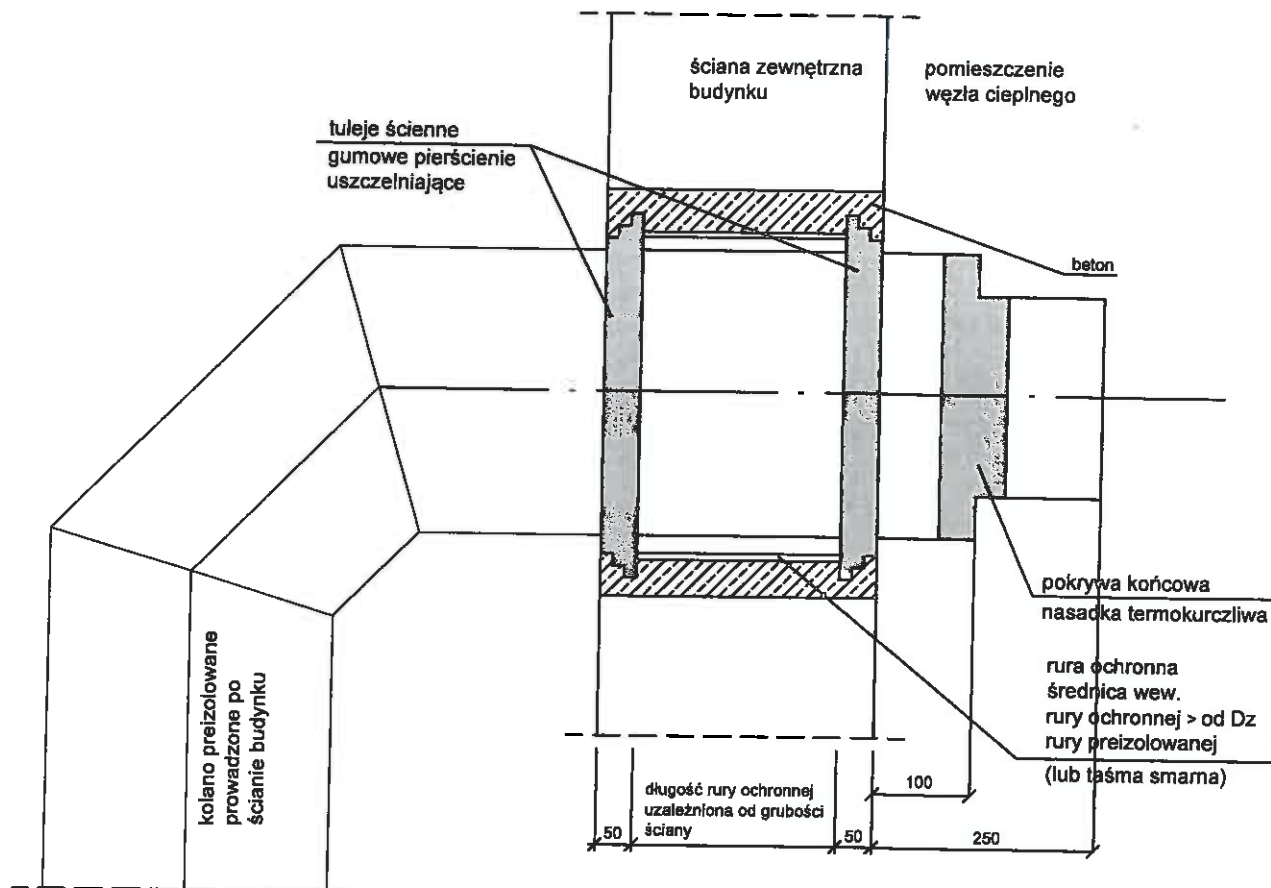 ściana zewnętrzna
budynku
pomieszczenie
węzła cieplnego
tuleje ścienne
gumowe pierścienie
uszczelniające
beton
pokrywa końcowa
nasadka termokurczliwa
rura ochronna
średnica wew.
rury ochronnej > od Dz
rury preizolowanej
(lub taśma smarna)
kolano preizolowane
prowadzone po
ścianie budynku
długość rury ochronnej
uzależniona od grubości
ściany
50
50
100
250